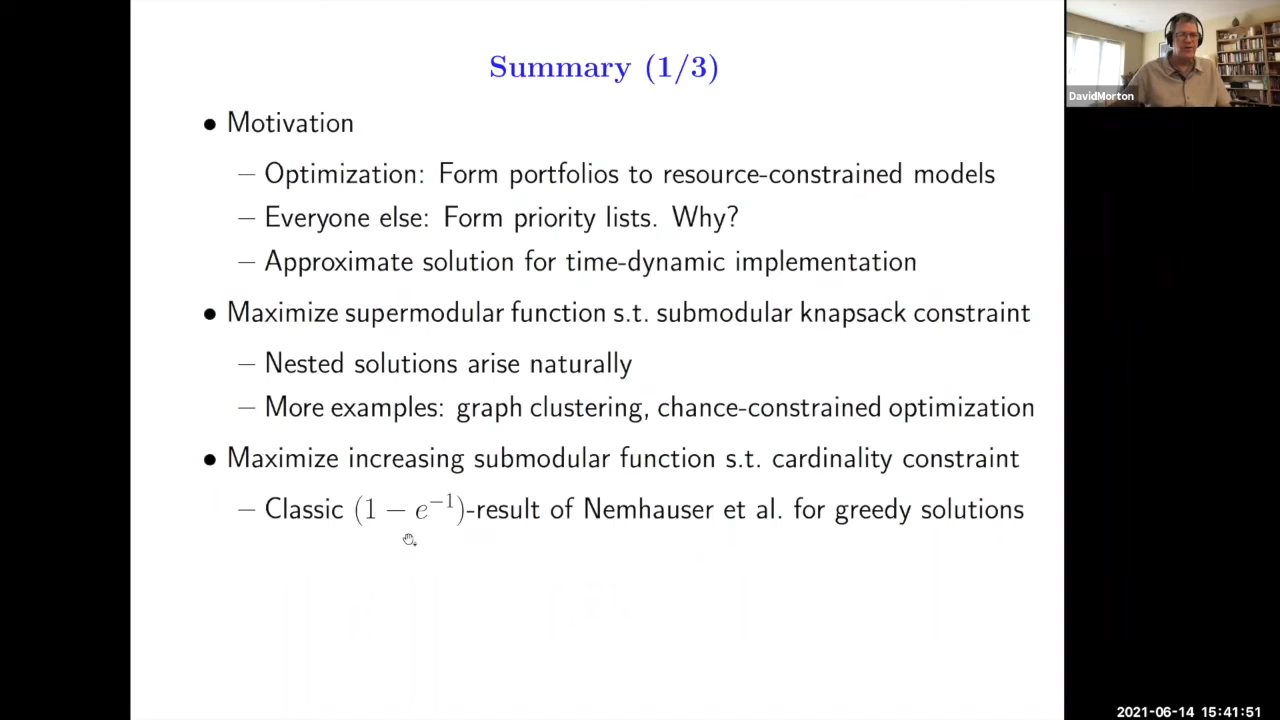 Summary (1/3)
• Motivation
– Optimization: Form portfolios to resource-constrained models
– Everyone else: Form priority lists. Why?
– Approximate solution for time-dynamic implementation
• Maximize supermodular function s.t. submodular knapsack constraint
– Nested solutions arise naturally
– More examples: graph clustering, chance-constrained optimization
• Maximize increasing submodular function s.t. cardinality constraint
– Classic (1 − e⁻¹)-result of Nemhauser et al. for greedy solutions
DavidMorton
2021-06-14 15:41:51